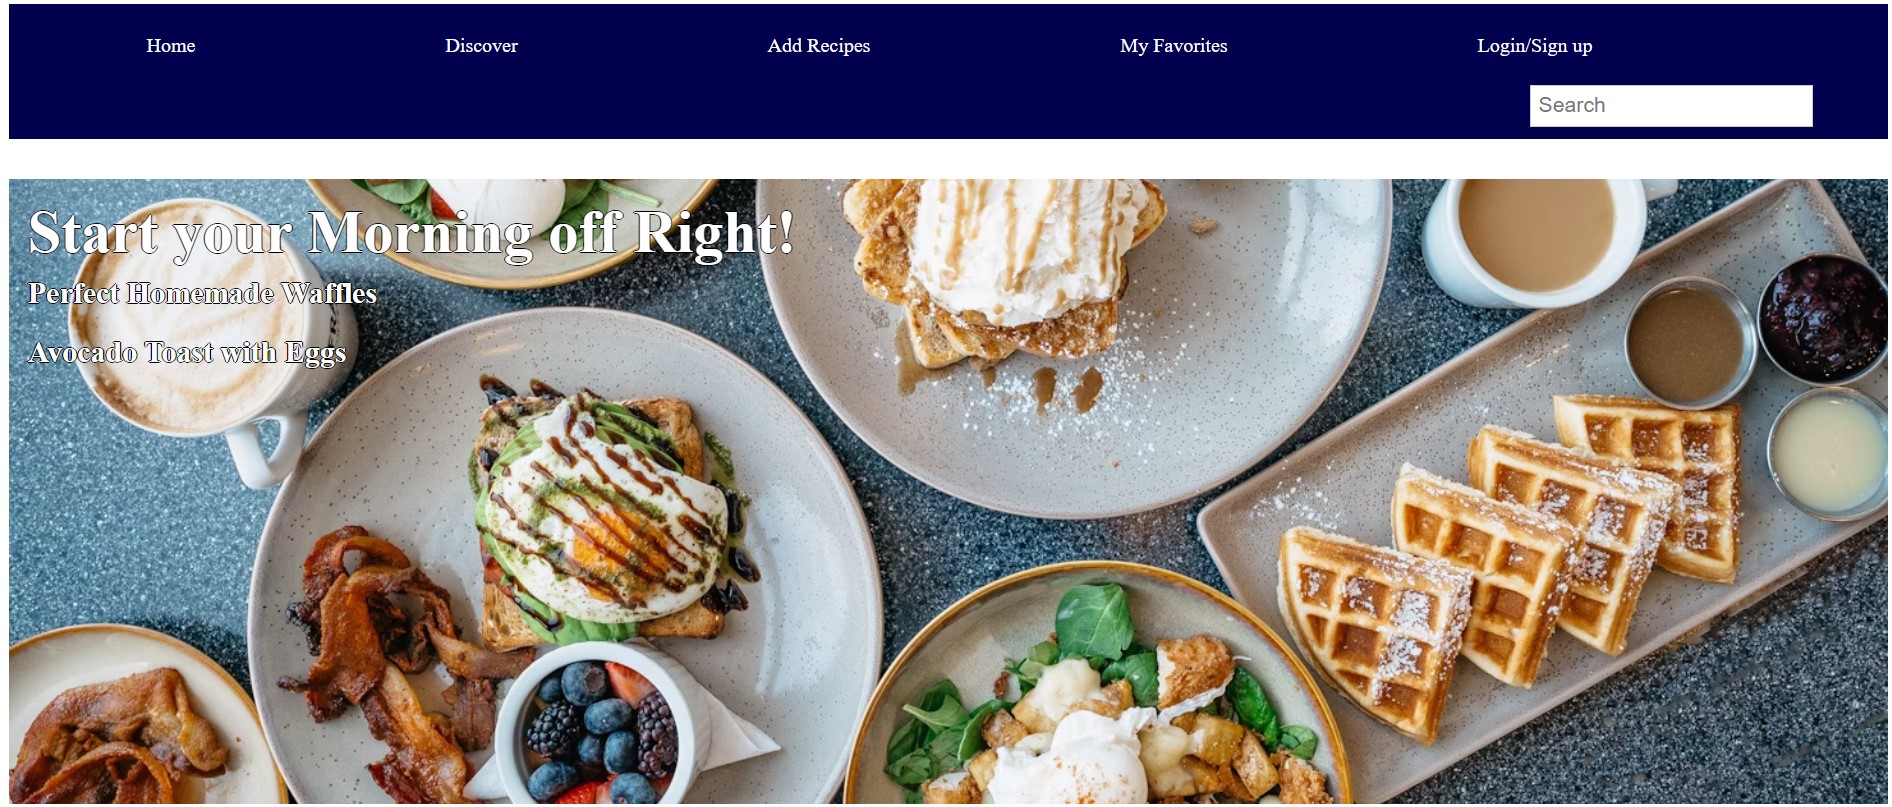 Home Discover Add Recipes My Favorites Login/Sign up
Search
Start your Morning off Right!
Perfect Homemade Waffles
Avocado Toast with Eggs